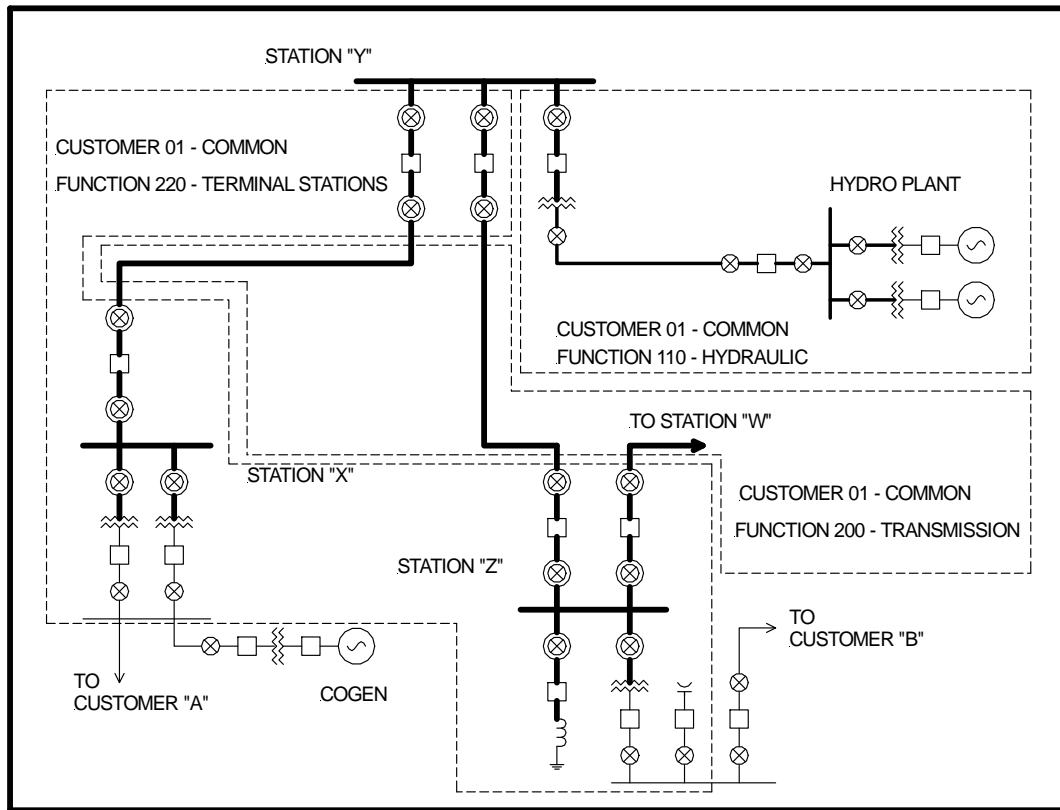 STATION "Y"
CUSTOMER 01 - COMMON
FUNCTION 220 - TERMINAL STATIONS
HYDRO PLANT
CUSTOMER 01 - COMMON
FUNCTION 110 - HYDRAULIC
TO STATION "W"
STATION "X"
CUSTOMER 01 - COMMON
FUNCTION 200 - TRANSMISSION
STATION "Z"
TO
CUSTOMER "B"
TO
CUSTOMER "A"
COGEN